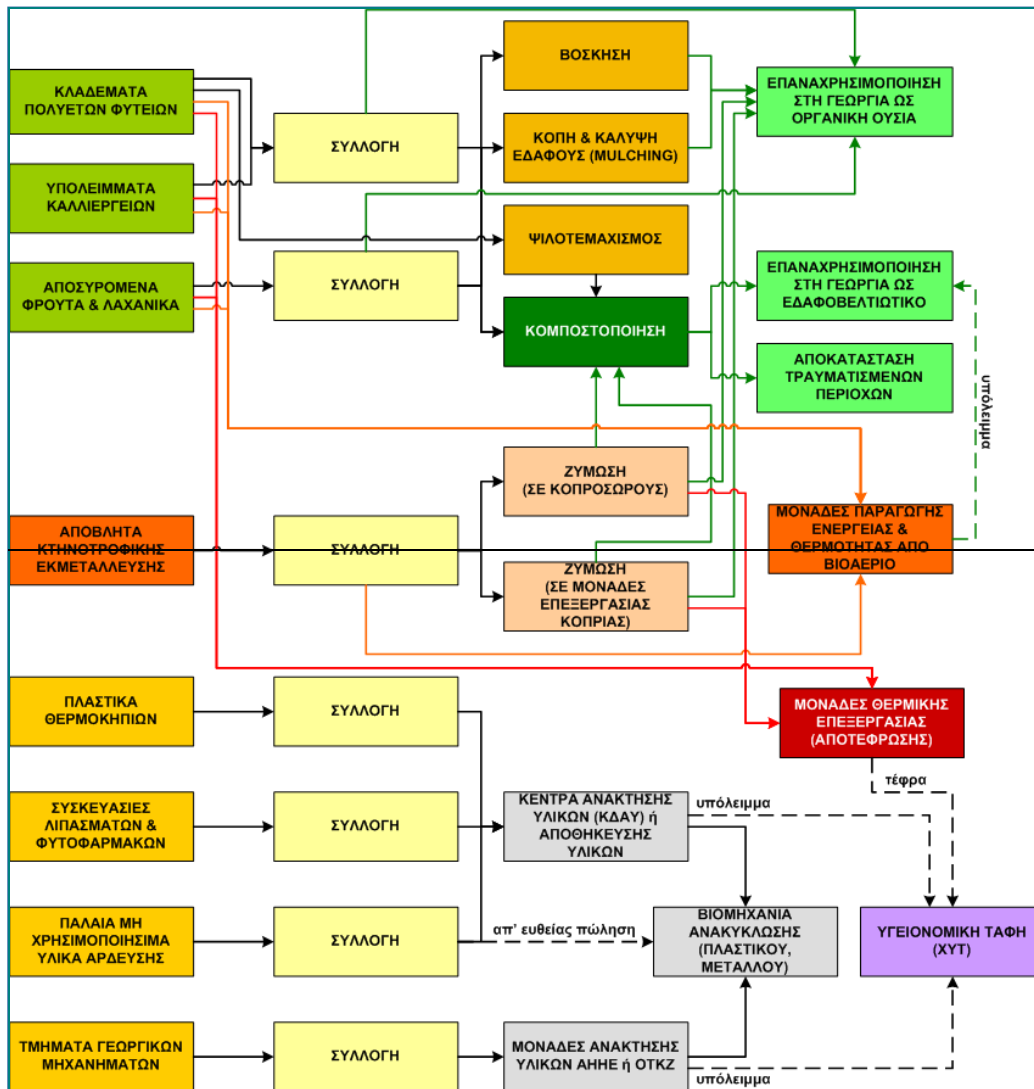 ΚΛΑΔΕΜΑΤΑ
ΠΟΛΥΕΤΩΝ ΦΥΤΕΙΩΝ
ΥΠΟΛΕΙΜΜΑΤΑ
ΚΑΛΛΙΕΡΓΕΙΩΝ
ΑΠΟΣΥΡΟΜΕΝΑ
ΦΡΟΥΤΑ & ΛΑΧΑΝΙΚΑ
ΣΥΛΛΟΓΗ
ΣΥΛΛΟΓΗ
ΒΟΣΚΗΣΗ
ΚΟΠΗ & ΚΑΛΥΨΗ
ΕΔΑΦΟΥΣ (MULCHING)
ΨΙΛΟΤΕΜΑΧΙΣΜΟΣ
ΚΟΜΠΟΣΤΟΠΟΙΗΣΗ
ΕΠΑΝΑΧΡΗΣΙΜΟΠΟΙΗΣΗ
ΣΤΗ ΓΕΩΡΓΙΑ ΩΣ
ΟΡΓΑΝΙΚΗ ΟΥΣΙΑ
ΕΠΑΝΑΧΡΗΣΙΜΟΠΟΙΗΣΗ
ΣΤΗ ΓΕΩΡΓΙΑ ΩΣ
ΕΔΑΦΟΒΕΛΤΙΩΤΙΚΟ
ΑΠΟΚΑΤΑΣΤΑΣΗ
ΤΡΑΥΜΑΤΙΣΜΕΝΩΝ
ΠΕΡΙΟΧΩΝ
υπόλειμμα
ΑΠΟΒΛΗΤΑ
ΚΤΗΝΟΤΡΟΦΙΚΗΣ
ΕΚΜΕΤΑΛΛΕΥΣΗΣ
ΣΥΛΛΟΓΗ
ΖΥΜΩΣΗ
(ΣΕ ΚΟΠΡΟΣΩΡΟΥΣ)
ΖΥΜΩΣΗ
(ΣΕ ΜΟΝΑΔΕΣ
ΕΠΕΞΕΡΓΑΣΙΑΣ
ΚΟΠΡΙΑΣ)
ΜΟΝΑΔΕΣ ΠΑΡΑΓΩΓΗΣ
ΕΝΕΡΓΕΙΑΣ &
ΘΕΡΜΟΤΗΤΑΣ ΑΠΟ
ΒΙΟΑΕΡΙΟ
ΠΛΑΣΤΙΚΑ
ΘΕΡΜΟΚΗΠΙΩΝ
ΣΥΛΛΟΓΗ
ΜΟΝΑΔΕΣ ΘΕΡΜΙΚΗΣ
ΕΠΕΞΕΡΓΑΣΙΑΣ
(ΑΠΟΤΕΦΡΩΣΗΣ)
τέφρα
ΣΥΣΚΕΥΑΣΙΕΣ
ΛΙΠΑΣΜΑΤΩΝ &
ΦΥΤΟΦΑΡΜΑΚΩΝ
ΣΥΛΛΟΓΗ
ΚΕΝΤΡΑ ΑΝΑΚΤΗΣΗΣ
ΥΛΙΚΩΝ (ΚΔΑΥ) ή
ΑΠΟΘΗΚΕΥΣΗΣ
ΥΛΙΚΩΝ
υπόλειμμα
ΠΑΛΑΙΑ ΜΗ
ΧΡΗΣΙΜΟΠΟΙΗΣΙΜΑ
ΥΛΙΚΑ ΑΡΔΕΥΣΗΣ
ΣΥΛΛΟΓΗ
απ' ευθείας πώληση
ΒΙΟΜΗΧΑΝΙΑ
ΑΝΑΚΥΚΛΩΣΗΣ
(ΠΛΑΣΤΙΚΟΥ,
ΜΕΤΑΛΛΟΥ)
ΥΓΕΙΟΝΟΜΙΚΗ ΤΑΦΗ
(ΧΥΤ)
ΤΜΗΜΑΤΑ ΓΕΩΡΓΙΚΩΝ
ΜΗΧΑΝΗΜΑΤΩΝ
ΣΥΛΛΟΓΗ
ΜΟΝΑΔΕΣ ΑΝΑΚΤΗΣΗΣ
ΥΛΙΚΩΝ ΑΗΗΕ ή ΟΤΚΖ
υπόλειμμα